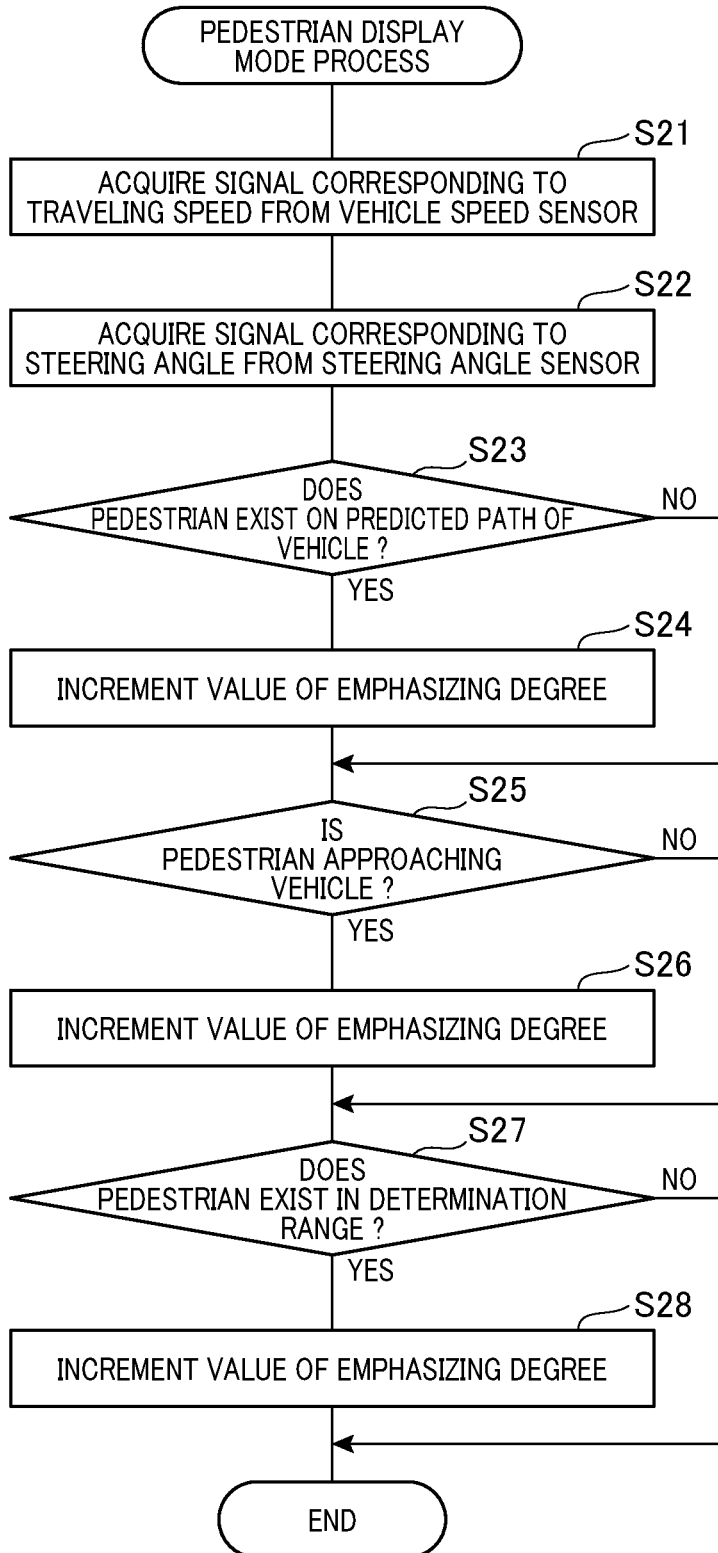 PEDESTRIAN DISPLAY
MODE PROCESS
S21
ACQUIRE SIGNAL CORRESPONDING TO
TRAVELING SPEED FROM VEHICLE SPEED SENSOR
S22
ACQUIRE SIGNAL CORRESPONDING TO
STEERING ANGLE FROM STEERING ANGLE SENSOR
S23
DOES
PEDESTRIAN EXIST ON PREDICTED PATH OF
VEHICLE ?
NO
YES
S24
INCREMENT VALUE OF EMPHASIZING DEGREE
S25
IS
PEDESTRIAN APPROACHING
VEHICLE ?
NO
YES
S26
INCREMENT VALUE OF EMPHASIZING DEGREE
S27
DOES
PEDESTRIAN EXIST IN DETERMINATION
RANGE ?
NO
YES
S28
INCREMENT VALUE OF EMPHASIZING DEGREE
END